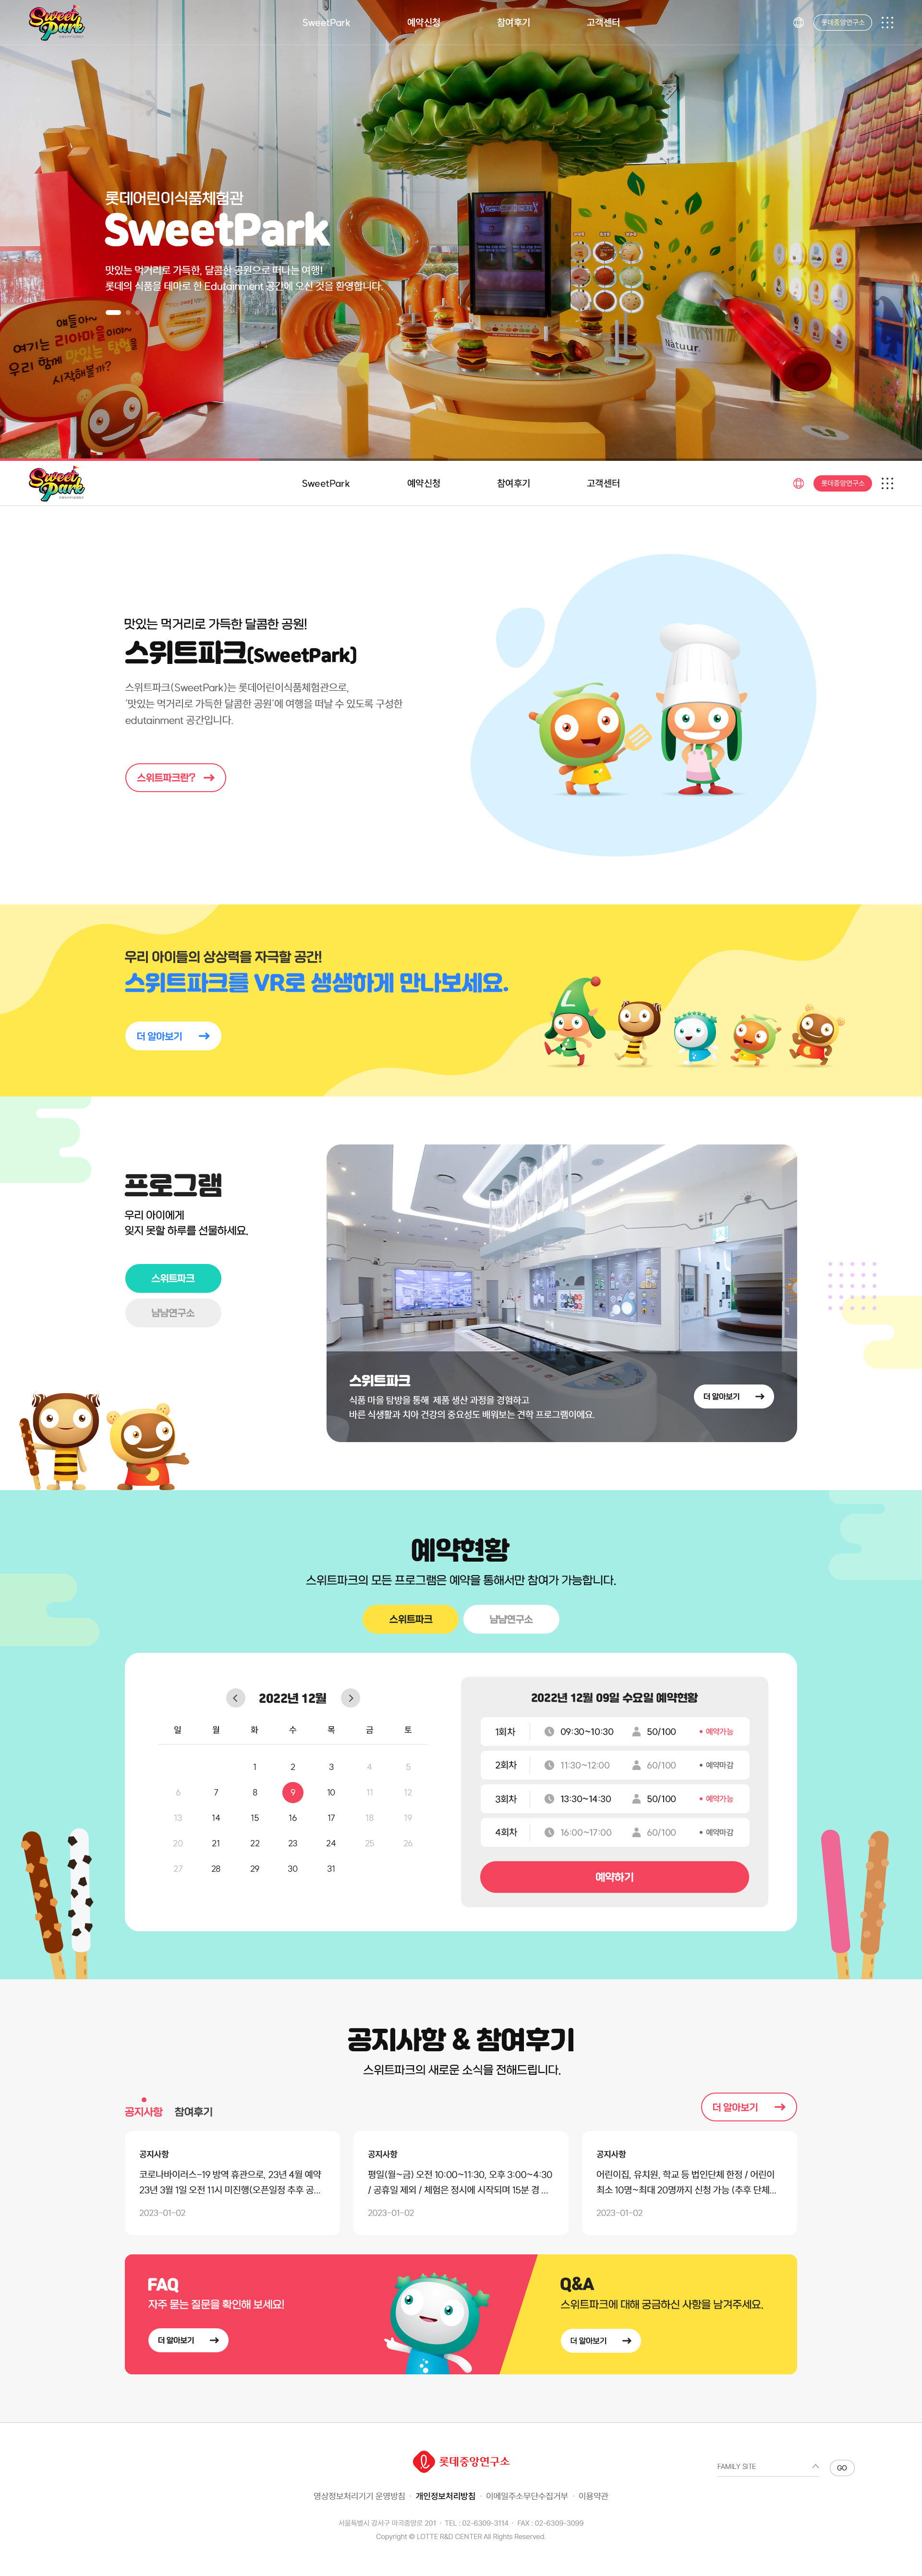 Sweet Park
SweetPark
예약신청
참여후기
고객센터
롯데중앙연구소
롯데어린이식품체험관
SweetPark
맛있는 먹거리로 가득한, 달콤한 공원으로 떠나는 여행!
롯데의 식품을 테마로 한 Edutainment 공간에 오신 것을 환영합니다.
얘들아~
여기는 리아마을이야~
우리 함께 맛있는 탐험을
시작해볼까?
Natuur
Sweet Park
SweetPark
예약신청
참여후기
고객센터
롯데중앙연구소
맛있는 먹거리로 가득한 달콤한 공원!
스위트파크(SweetPark)
스위트파크(SweetPark)는 롯데어린이식품체험관으로,
'맛있는 먹거리로 가득한 달콤한 공원'에 여행을 떠날 수 있도록 구성한
edutainment 공간입니다.
스위트파크란?
우리 아이들의 상상력을 자극할 공간!
스위트파크를 VR로 생생하게 만나보세요.
더 알아보기
L
프로그램
우리 아이에게
잊지 못할 하루를 선물하세요.
스위트파크
냠냠연구소
스위트파크
식품 마을 탐방을 통해 제품 생산 과정을 경험하고
바른 식생활과 치아 건강의 중요성도 배워보는 견학 프로그램이에요.
더 알아보기
예약현황
스위트파크의 모든 프로그램은 예약을 통해서만 참여가 가능합니다.
스위트파크
냠냠연구소
2022년 12월
일 월 화 수 목 금 토
1 2 3 4 5
6 7 8 9 10 11 12
13 14 15 16 17 18 19
20 21 22 23 24 25 26
27 28 29 30 31
2022년 12월 09일 수요일 예약현황
1회차 09:30~10:30 50/100 • 예약가능
2회차 11:30~12:00 60/100 • 예약마감
3회차 13:30~14:30 50/100 • 예약가능
4회차 16:00~17:00 60/100 • 예약마감
예약하기
공지사항 & 참여후기
스위트파크의 새로운 소식을 전해드립니다.
공지사항
참여후기
더 알아보기
공지사항
코로나바이러스-19 방역 휴관으로, 23년 4월 예약
23년 3월 1일 오전 11시 미진행(오픈일정 추후 공...
2023-01-02
공지사항
평일(월~금) 오전 10:00~11:30, 오후 3:00~4:30
/ 공휴일 제외 / 체험은 정시에 시작되며 15분 경 ...
2023-01-02
공지사항
어린이집, 유치원, 학교 등 법인단체 한정 / 어린이
최소 10명~최대 20명까지 신청 가능 (추후 단체...
2023-01-02
FAQ
자주 묻는 질문을 확인해 보세요!
더 알아보기
Q&A
스위트파크에 대해 궁금하신 사항을 남겨주세요.
더 알아보기
롯데중앙연구소
FAMILY SITE
GO
영상정보처리기기 운영방침 · 개인정보처리방침 · 이메일주소무단수집거부 · 이용약관
서울특별시 강서구 마곡중앙로 201 · TEL : 02-6309-3114 · FAX : 02-6309-3099
Copyright © LOTTE R&D CENTER All Rights Reserved.